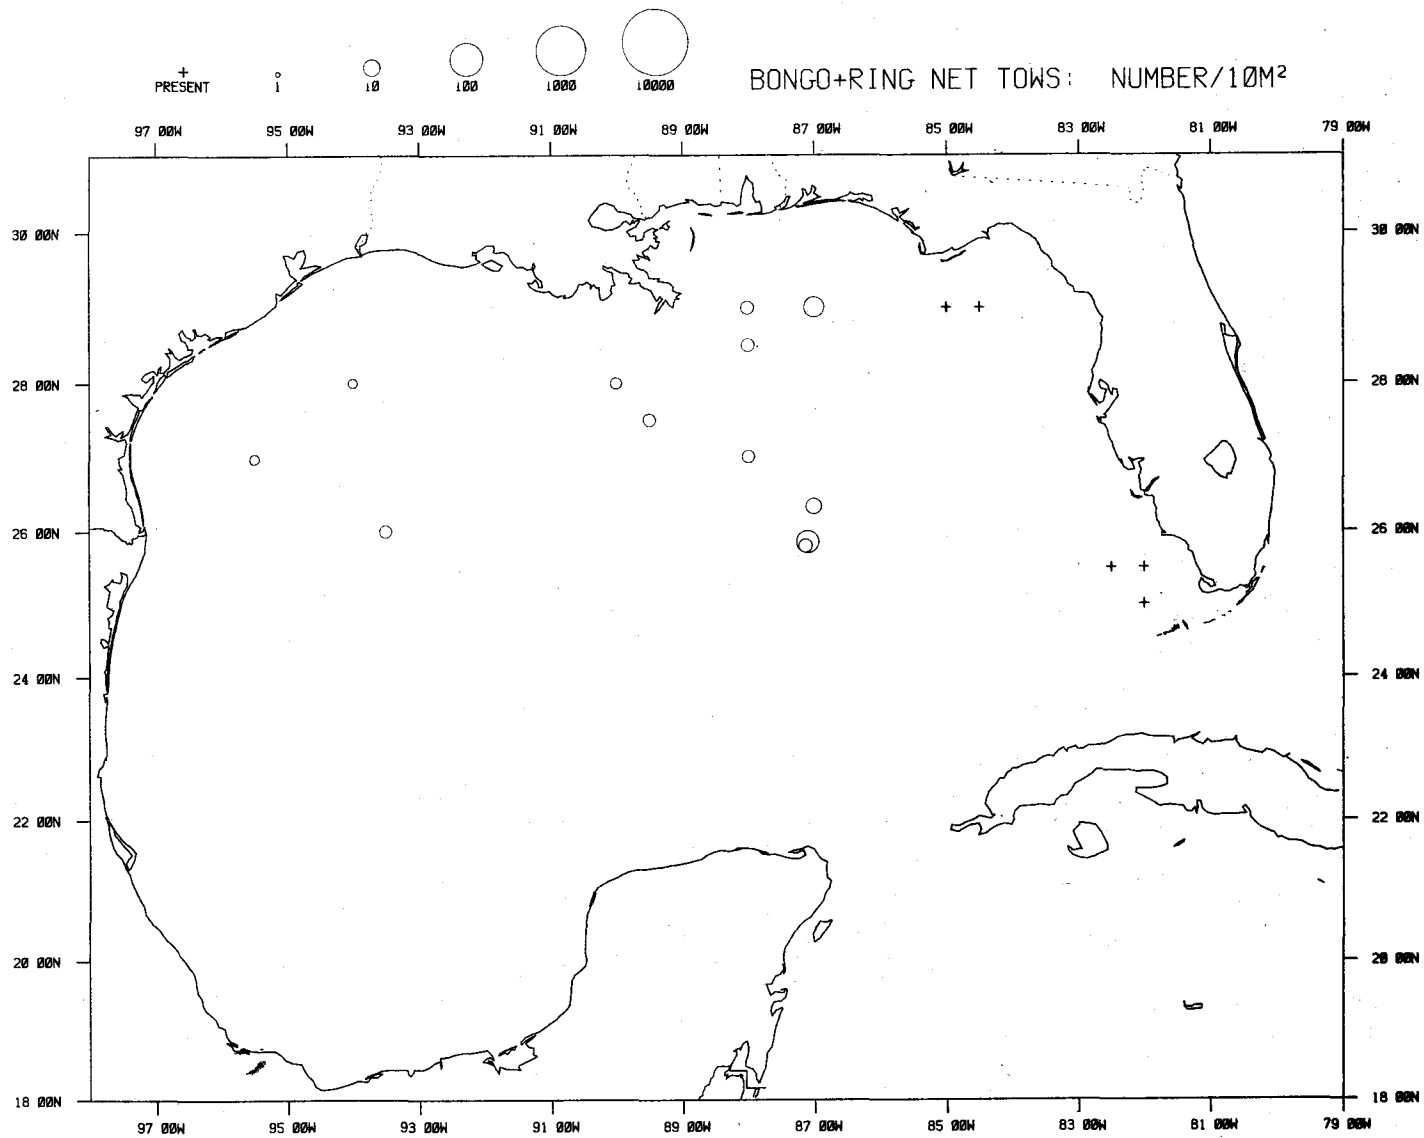 PRESENT 1 10 100 1000 10000
BONGO+RING NET TOWS: NUMBER/10M²
97 00W 95 00W 93 00W 91 00W 89 00W 87 00W 85 00W 83 00W 81 00W 79 00W
30 00N 30 00N
28 00N 28 00N
26 00N 26 00N
24 00N 24 00N
22 00N 22 00N
20 00N 20 00N
18 00N 18 00N
97 00W 95 00W 93 00W 91 00W 89 00W 87 00W 85 00W 83 00W 81 00W 79 00W